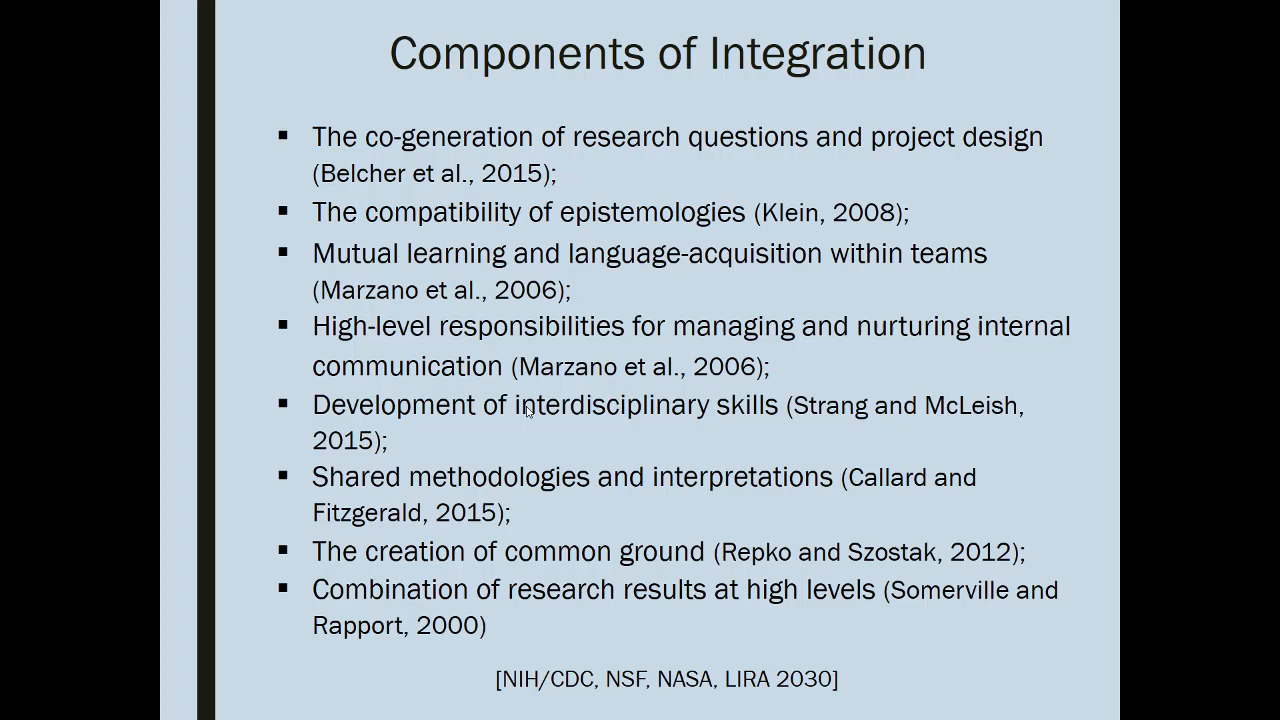 Components of Integration
▪ The co-generation of research questions and project design
(Belcher et al., 2015);
▪ The compatibility of epistemologies (Klein, 2008);
▪ Mutual learning and language-acquisition within teams
(Marzano et al., 2006);
▪ High-level responsibilities for managing and nurturing internal
communication (Marzano et al., 2006);
▪ Development of interdisciplinary skills (Strang and McLeish,
2015);
▪ Shared methodologies and interpretations (Callard and
Fitzgerald, 2015);
▪ The creation of common ground (Repko and Szostak, 2012);
▪ Combination of research results at high levels (Somerville and
Rapport, 2000)
[NIH/CDC, NSF, NASA, LIRA 2030]